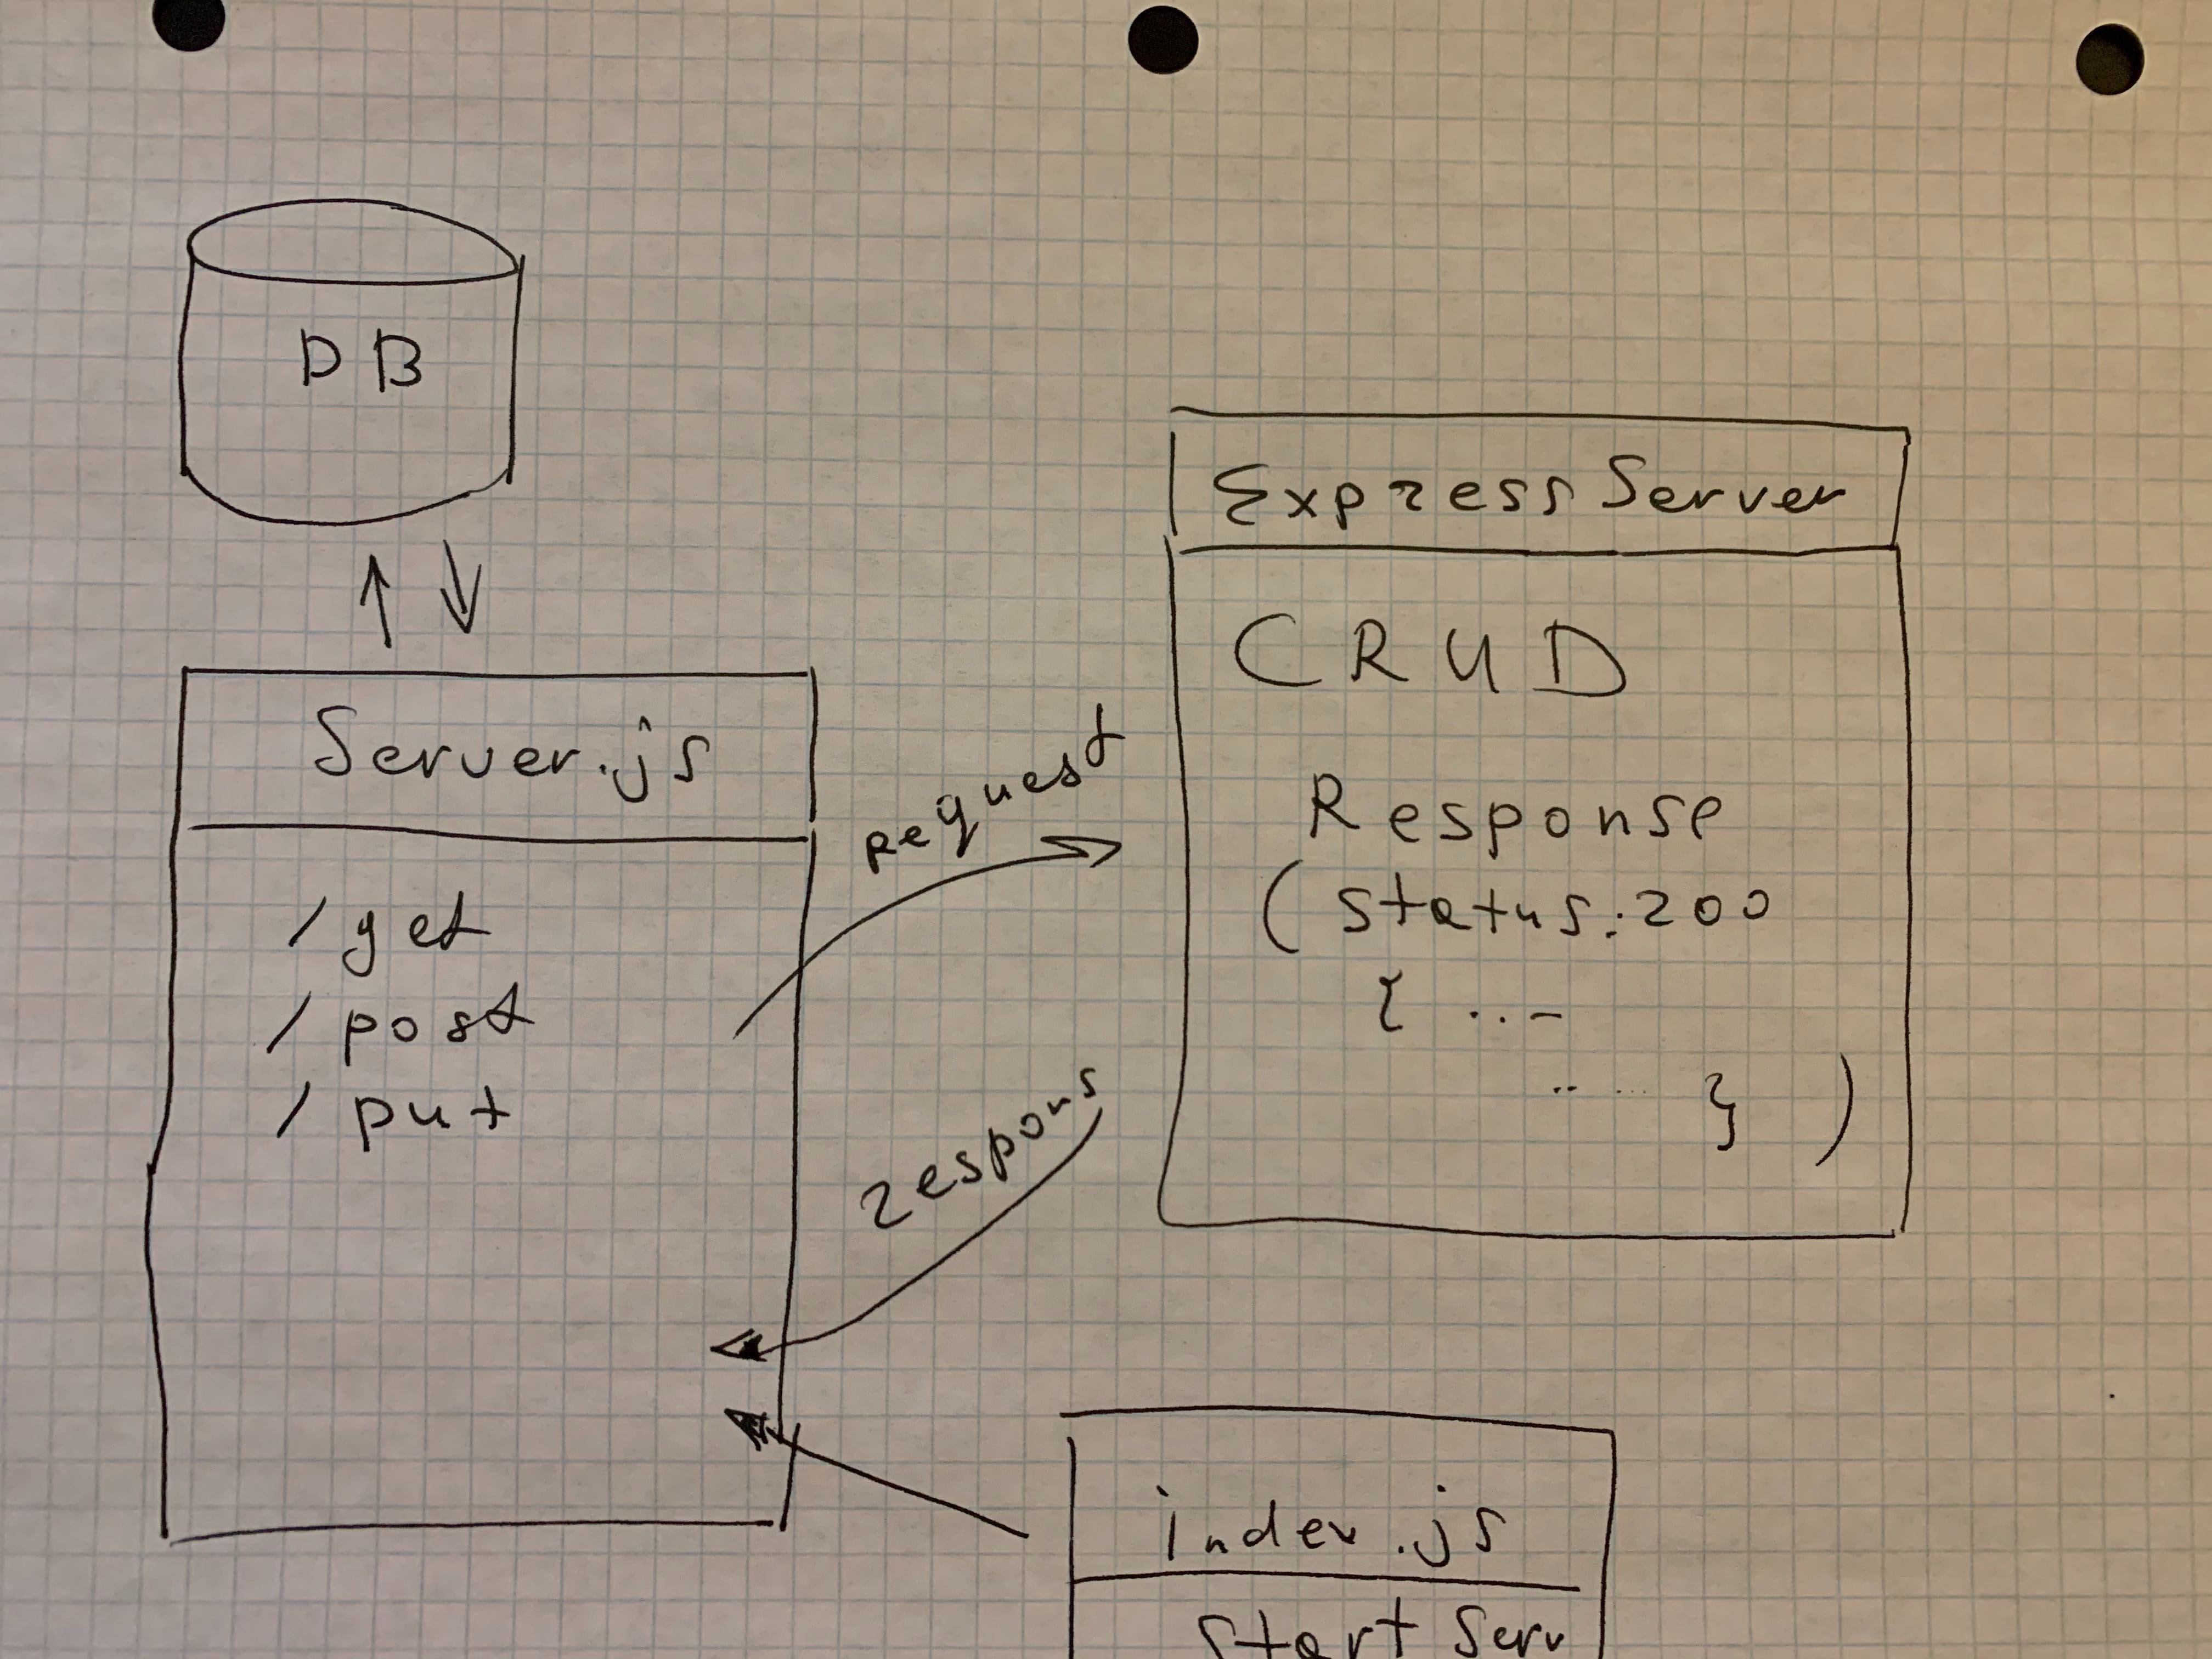 DB
Server.js
/get
/post
/put
request
respons
Express Server
CRUD
Response
(status:200
{ ...
.. ... } )
index.js
Start Serv